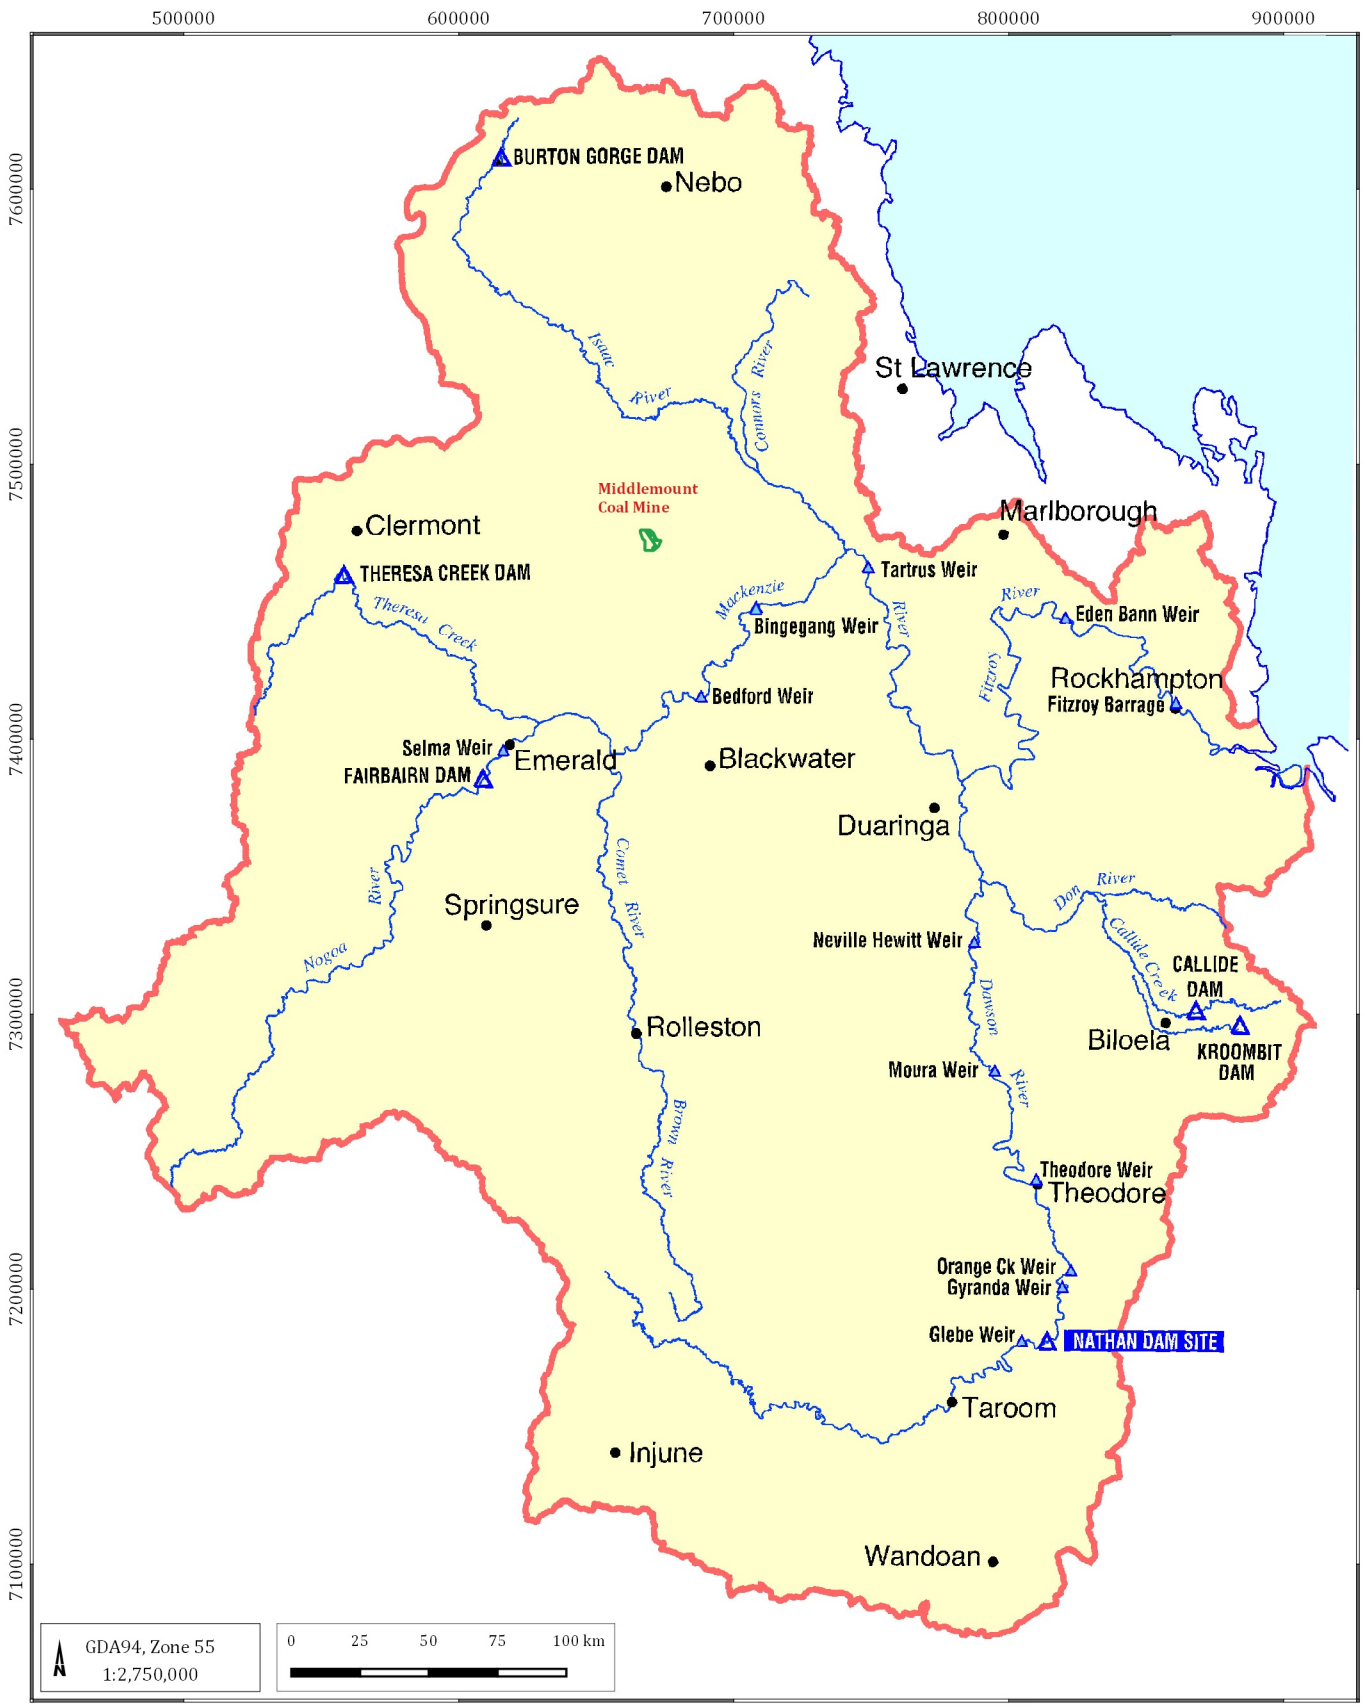 500000 600000 700000 800000 900000
7600000
7500000
7400000
7300000
7200000
7100000
BURTON GORGE DAM
Nebo
Isaac
River
Connors River
St Lawrence
Middlemount
Coal Mine
Marlborough
Clermont
THERESA CREEK DAM
Theresa Creek
Tartrus Weir
Mackenzie
River
Bingegang Weir
River
Eden Bann Weir
Fitzroy
Rockhampton
Fitzroy Barrage
Bedford Weir
Selma Weir
Emerald
FAIRBAIRN DAM
Blackwater
Duaringa
Comet River
River
Nogoa
Springsure
Don River
Neville Hewitt Weir
Callide Creek
CALLIDE
DAM
Dawson
River
Rolleston
Biloela
KROOMBIT
DAM
Moura Weir
Brown River
Theodore Weir
Theodore
Orange Ck Weir
Gyranda Weir
Glebe Weir
NATHAN DAM SITE
Taroom
Injune
Wandoan
N
GDA94, Zone 55
1:2,750,000
0 25 50 75 100 km